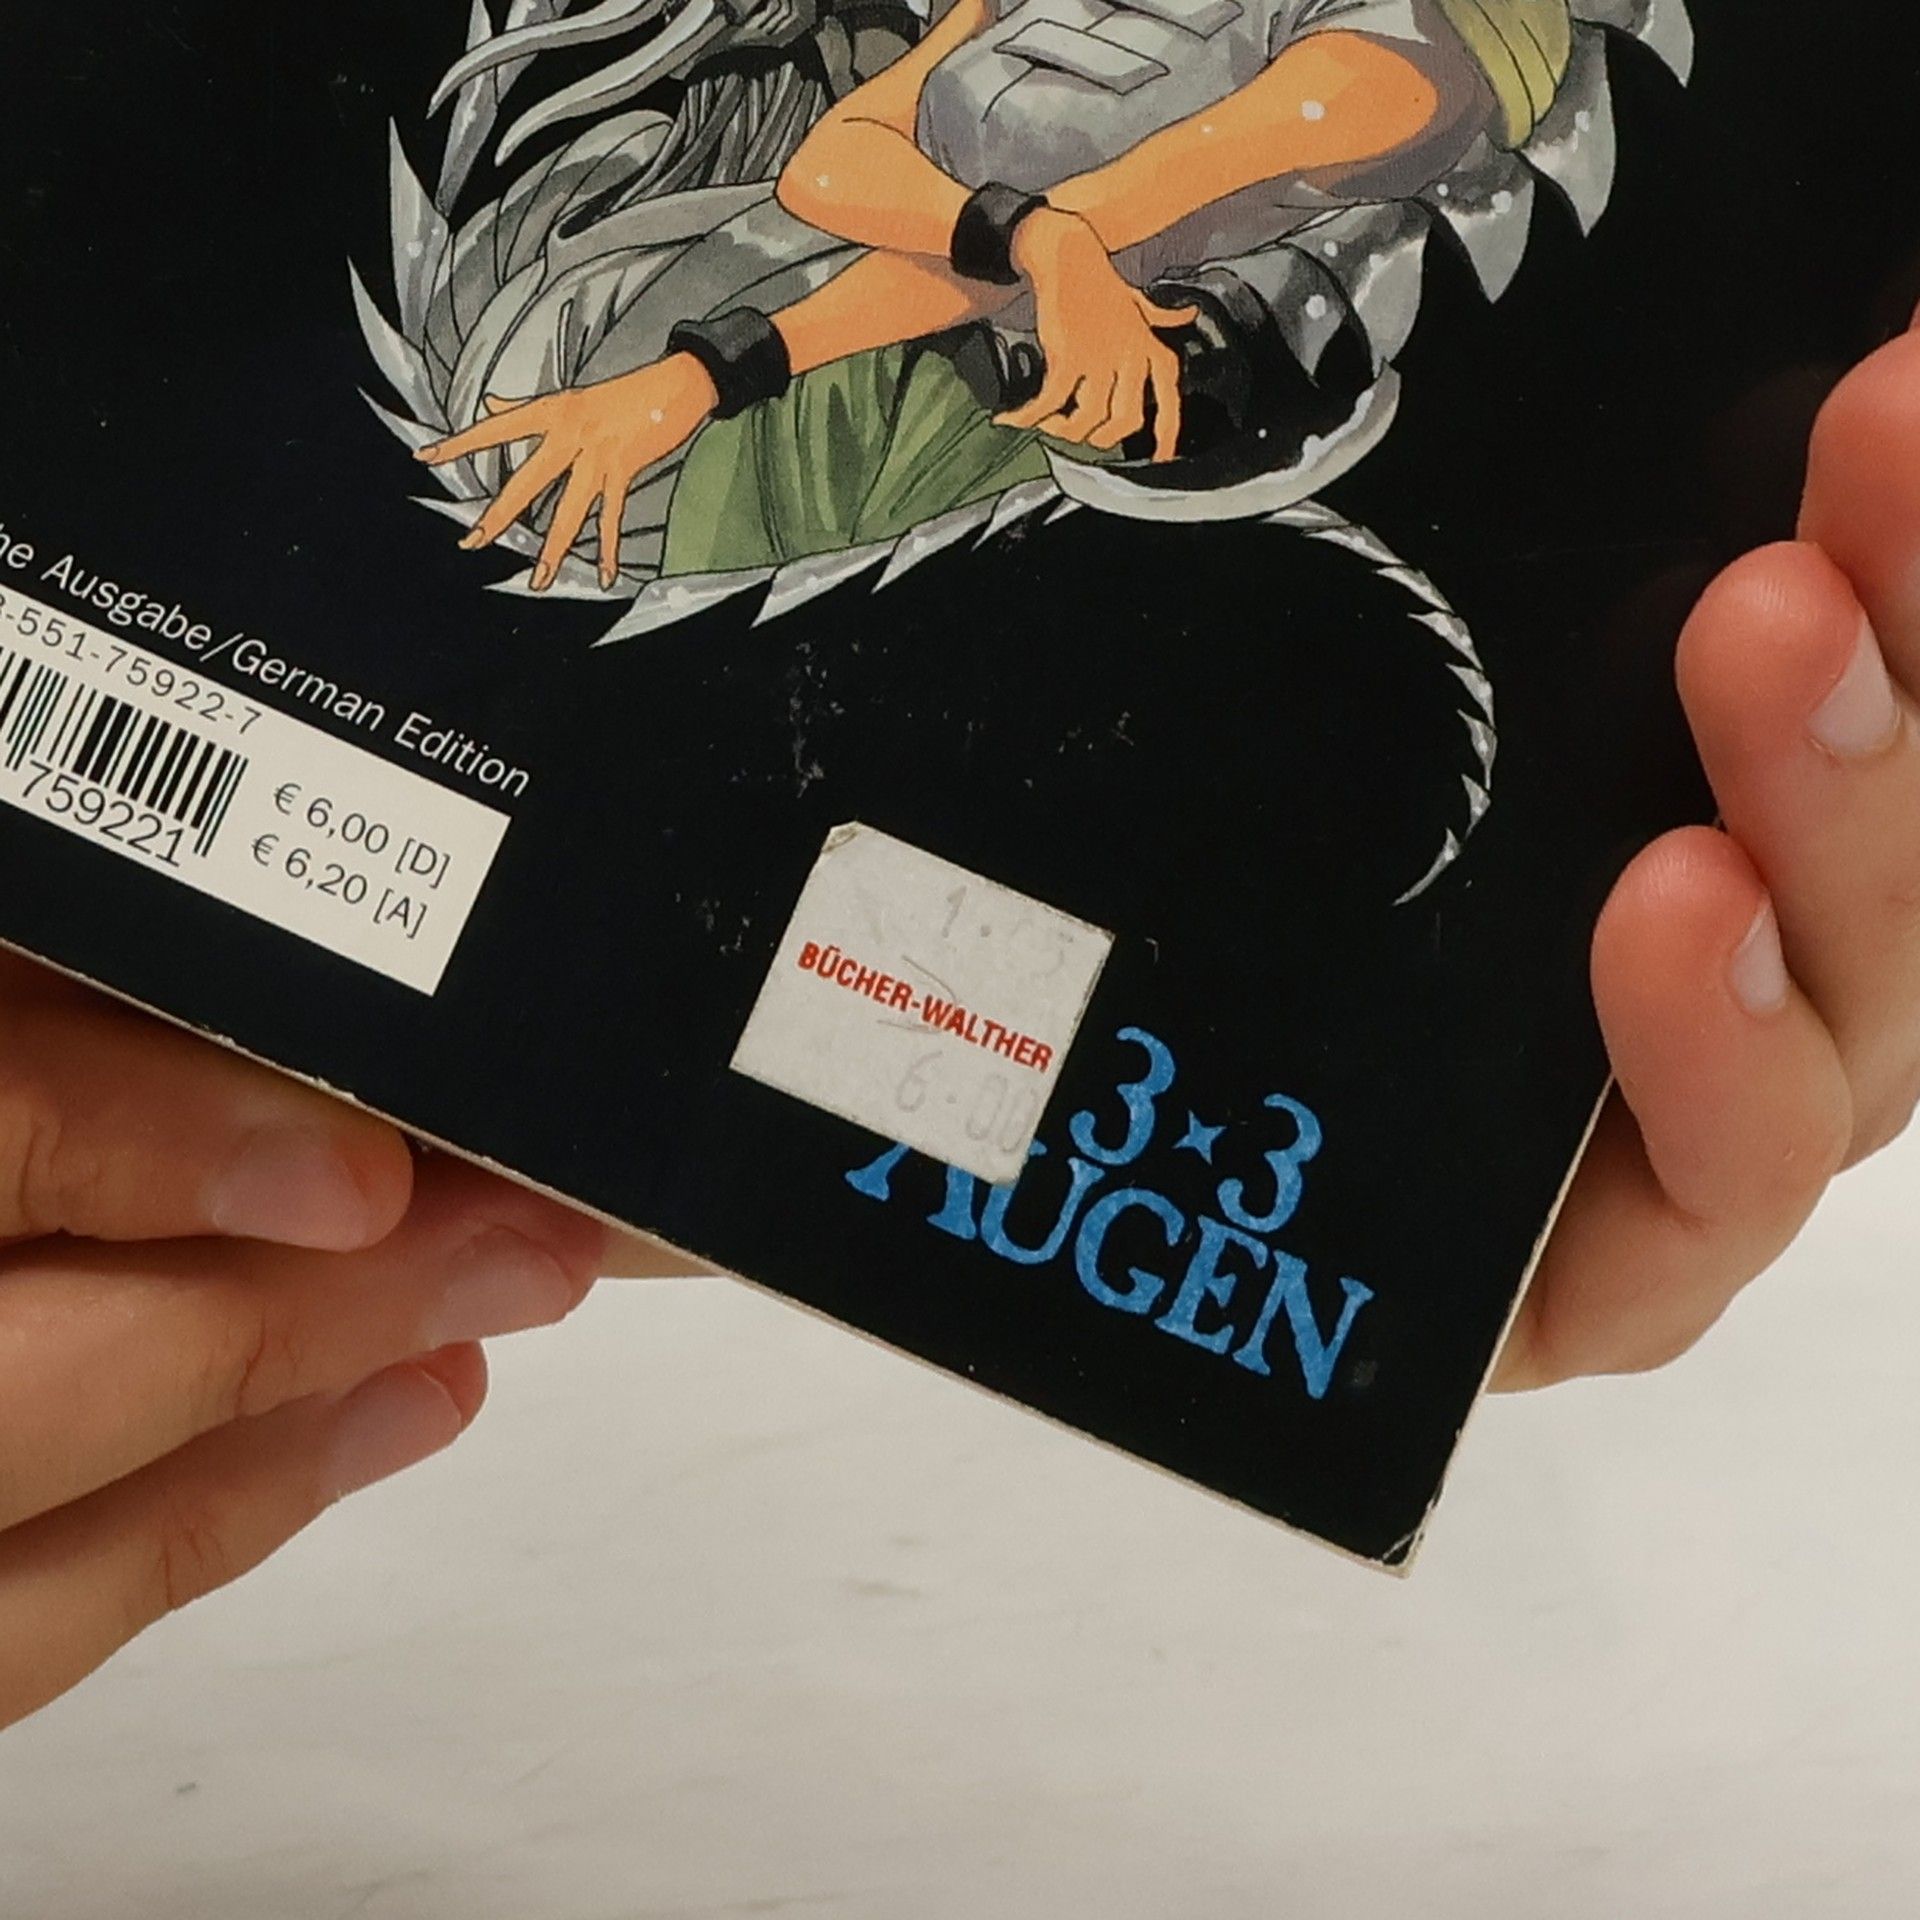 he Ausgabe/German Edition
3-551-75922-7
759221
€ 6,00 [D]
€ 6,20 [A]
BÜCHER-WALTHER
6.00
3×3
AUGEN